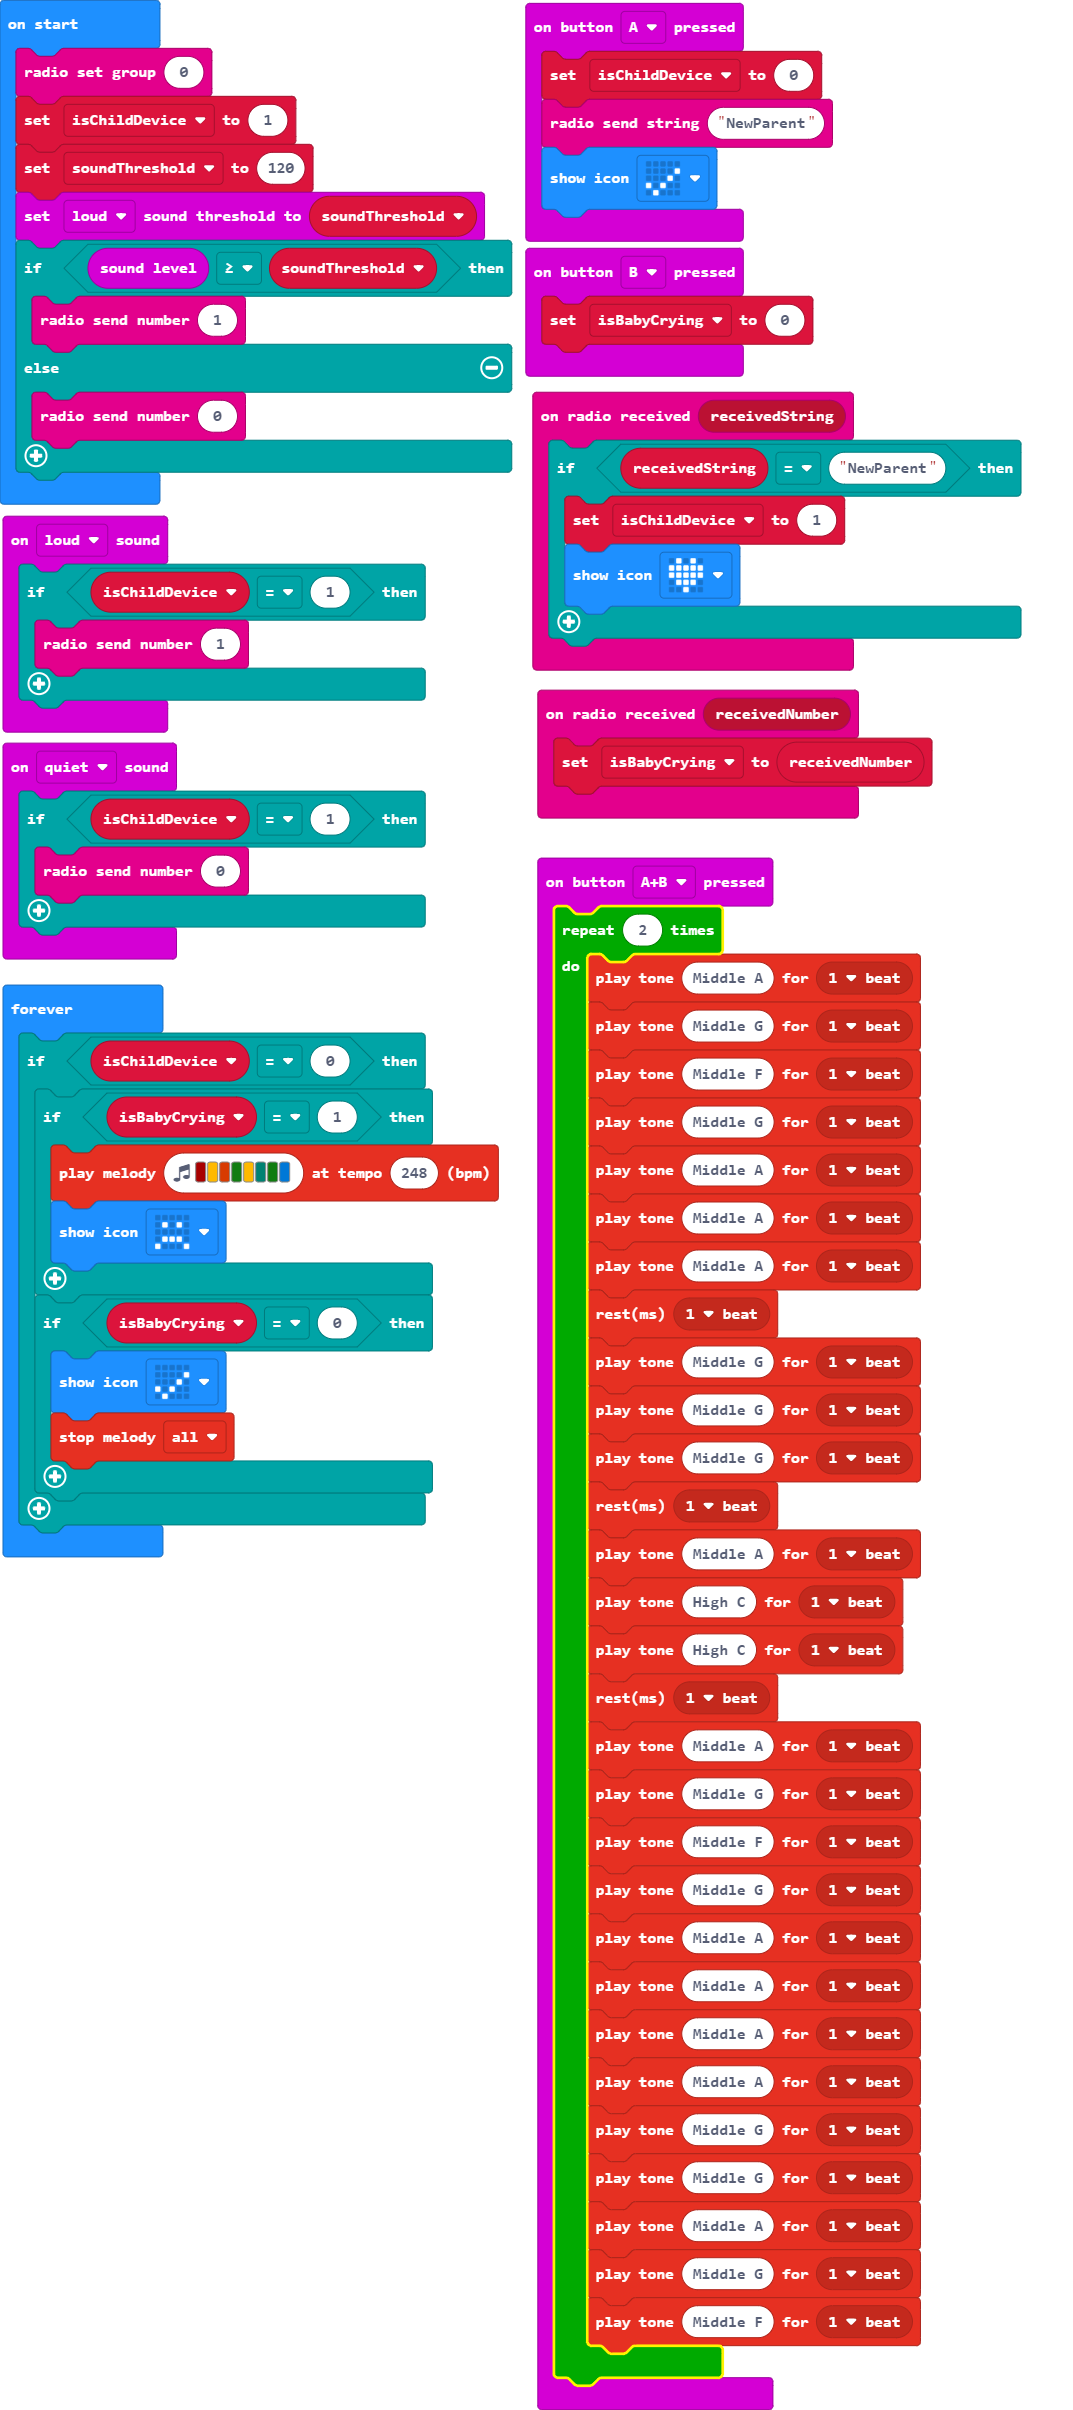 on start
radio set group 0
set isChildDevice to 1
set soundThreshold to 120
set loud sound threshold to soundThreshold
if sound level ≥ soundThreshold then
radio send number 1
else
radio send number 0
on loud sound
if isChildDevice = 1 then
radio send number 1
on quiet sound
if isChildDevice = 1 then
radio send number 0
forever
if isChildDevice = 0 then
if isBabyCrying = 1 then
play melody at tempo 248 (bpm)
show icon
if isBabyCrying = 0 then
show icon
stop melody all
on button A pressed
set isChildDevice to 0
radio send string "NewParent"
show icon
on button B pressed
set isBabyCrying to 0
on radio received receivedString
if receivedString = "NewParent" then
set isChildDevice to 1
show icon
on radio received receivedNumber
set isBabyCrying to receivedNumber
on button A+B pressed
repeat 2 times
do
play tone Middle A for 1 beat
play tone Middle G for 1 beat
play tone Middle F for 1 beat
play tone Middle G for 1 beat
play tone Middle A for 1 beat
play tone Middle A for 1 beat
play tone Middle A for 1 beat
rest(ms) 1 beat
play tone Middle G for 1 beat
play tone Middle G for 1 beat
play tone Middle G for 1 beat
rest(ms) 1 beat
play tone Middle A for 1 beat
play tone High C for 1 beat
play tone High C for 1 beat
rest(ms) 1 beat
play tone Middle A for 1 beat
play tone Middle G for 1 beat
play tone Middle F for 1 beat
play tone Middle G for 1 beat
play tone Middle A for 1 beat
play tone Middle A for 1 beat
play tone Middle A for 1 beat
play tone Middle A for 1 beat
play tone Middle G for 1 beat
play tone Middle G for 1 beat
play tone Middle A for 1 beat
play tone Middle G for 1 beat
play tone Middle F for 1 beat